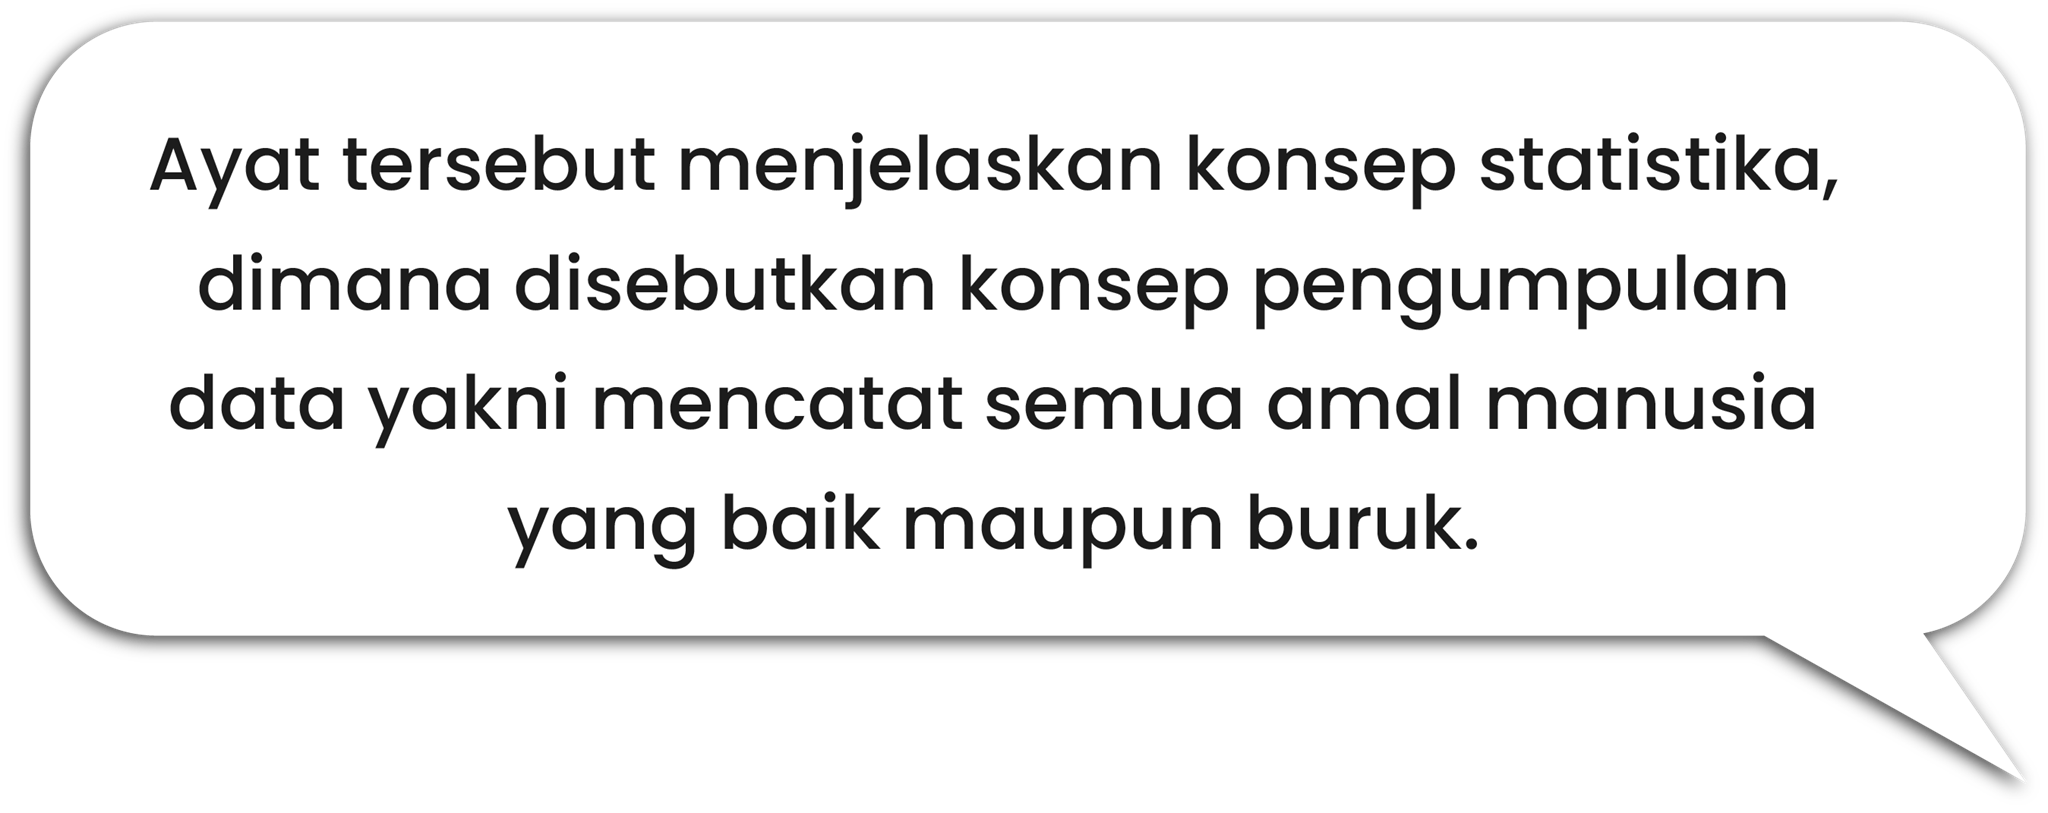 Ayat tersebut menjelaskan konsep statistika,
dimana disebutkan konsep pengumpulan
data yakni mencatat semua amal manusia
yang baik maupun buruk.